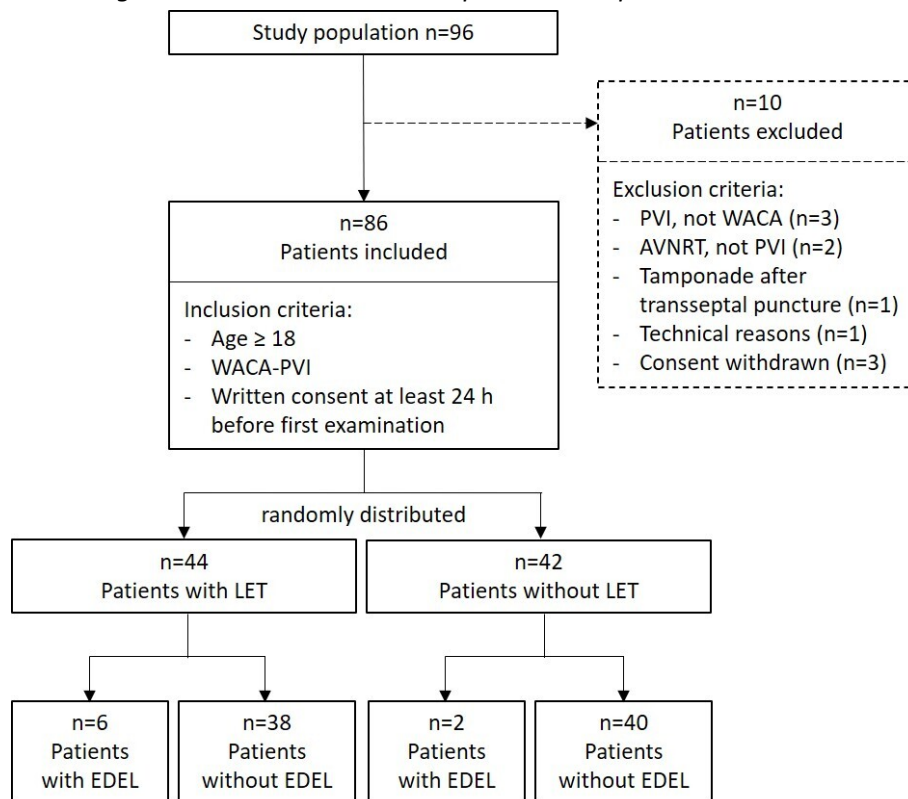 Study population n=96
n=10
Patients excluded
Exclusion criteria:
- PVI, not WACA (n=3)
- AVNRT, not PVI (n=2)
- Tamponade after
transseptal puncture (n=1)
- Technical reasons (n=1)
- Consent withdrawn (n=3)
n=86
Patients included
Inclusion criteria:
- Age ≥ 18
- WACA-PVI
- Written consent at least 24 h
before first examination
randomly distributed
n=44
Patients with LET
n=42
Patients without LET
n=6
Patients
with EDEL
n=38
Patients
without EDEL
n=2
Patients
with EDEL
n=40
Patients
without EDEL